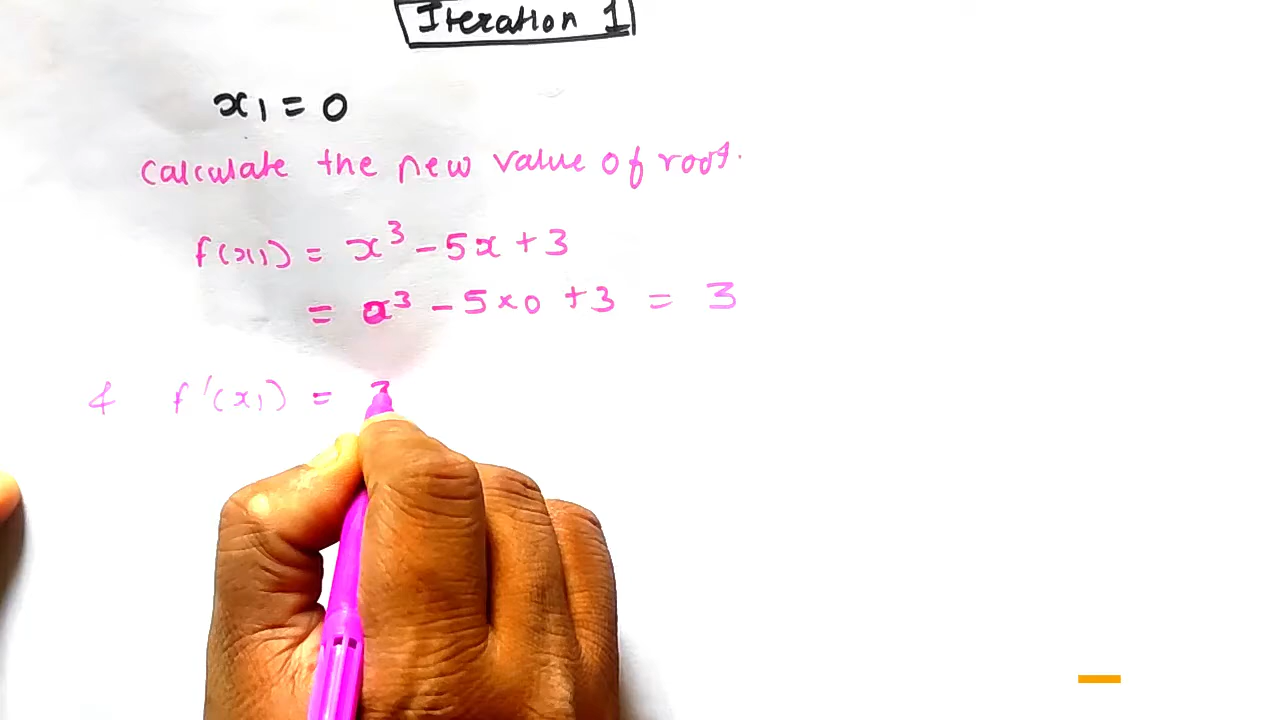 Iteration 1
x1 = 0
Calculate the new value of root.
f(x1) = x³ - 5x + 3
= 0³ - 5×0 + 3 = 3
& f'(x1) = 3